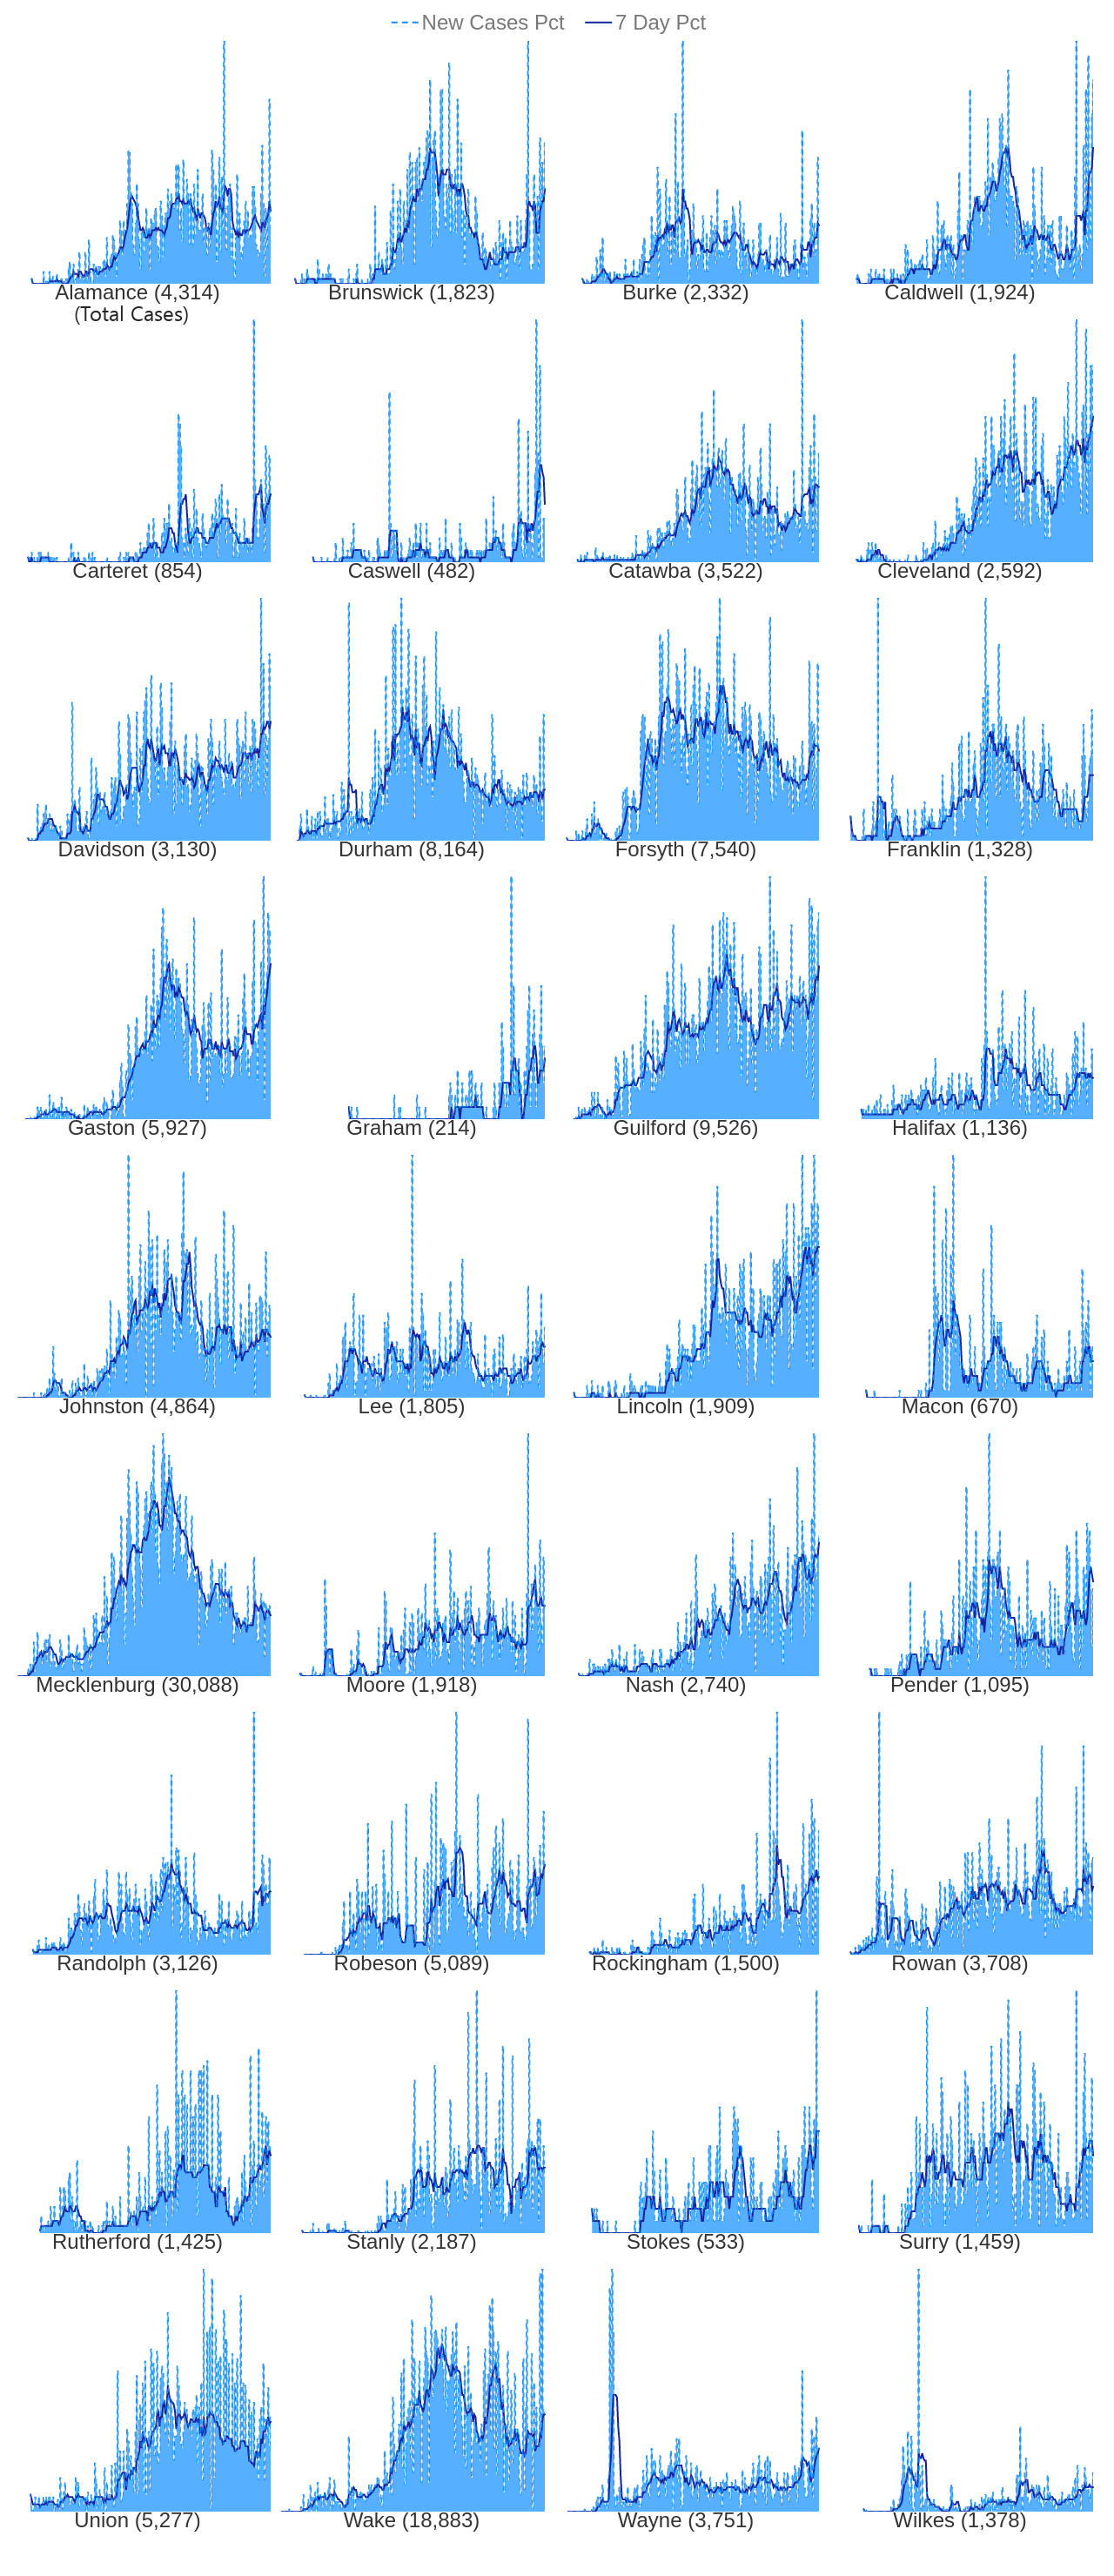 New Cases Pct 7 Day Pct
Alamance (4,314) Brunswick (1,823) Burke (2,332) Caldwell (1,924)
(Total Cases)
Carteret (854) Caswell (482) Catawba (3,522) Cleveland (2,592)
Davidson (3,130) Durham (8,164) Forsyth (7,540) Franklin (1,328)
Gaston (5,927) Graham (214) Guilford (9,526) Halifax (1,136)
Johnston (4,864) Lee (1,805) Lincoln (1,909) Macon (670)
Mecklenburg (30,088) Moore (1,918) Nash (2,740) Pender (1,095)
Randolph (3,126) Robeson (5,089) Rockingham (1,500) Rowan (3,708)
Rutherford (1,425) Stanly (2,187) Stokes (533) Surry (1,459)
Union (5,277) Wake (18,883) Wayne (3,751) Wilkes (1,378)